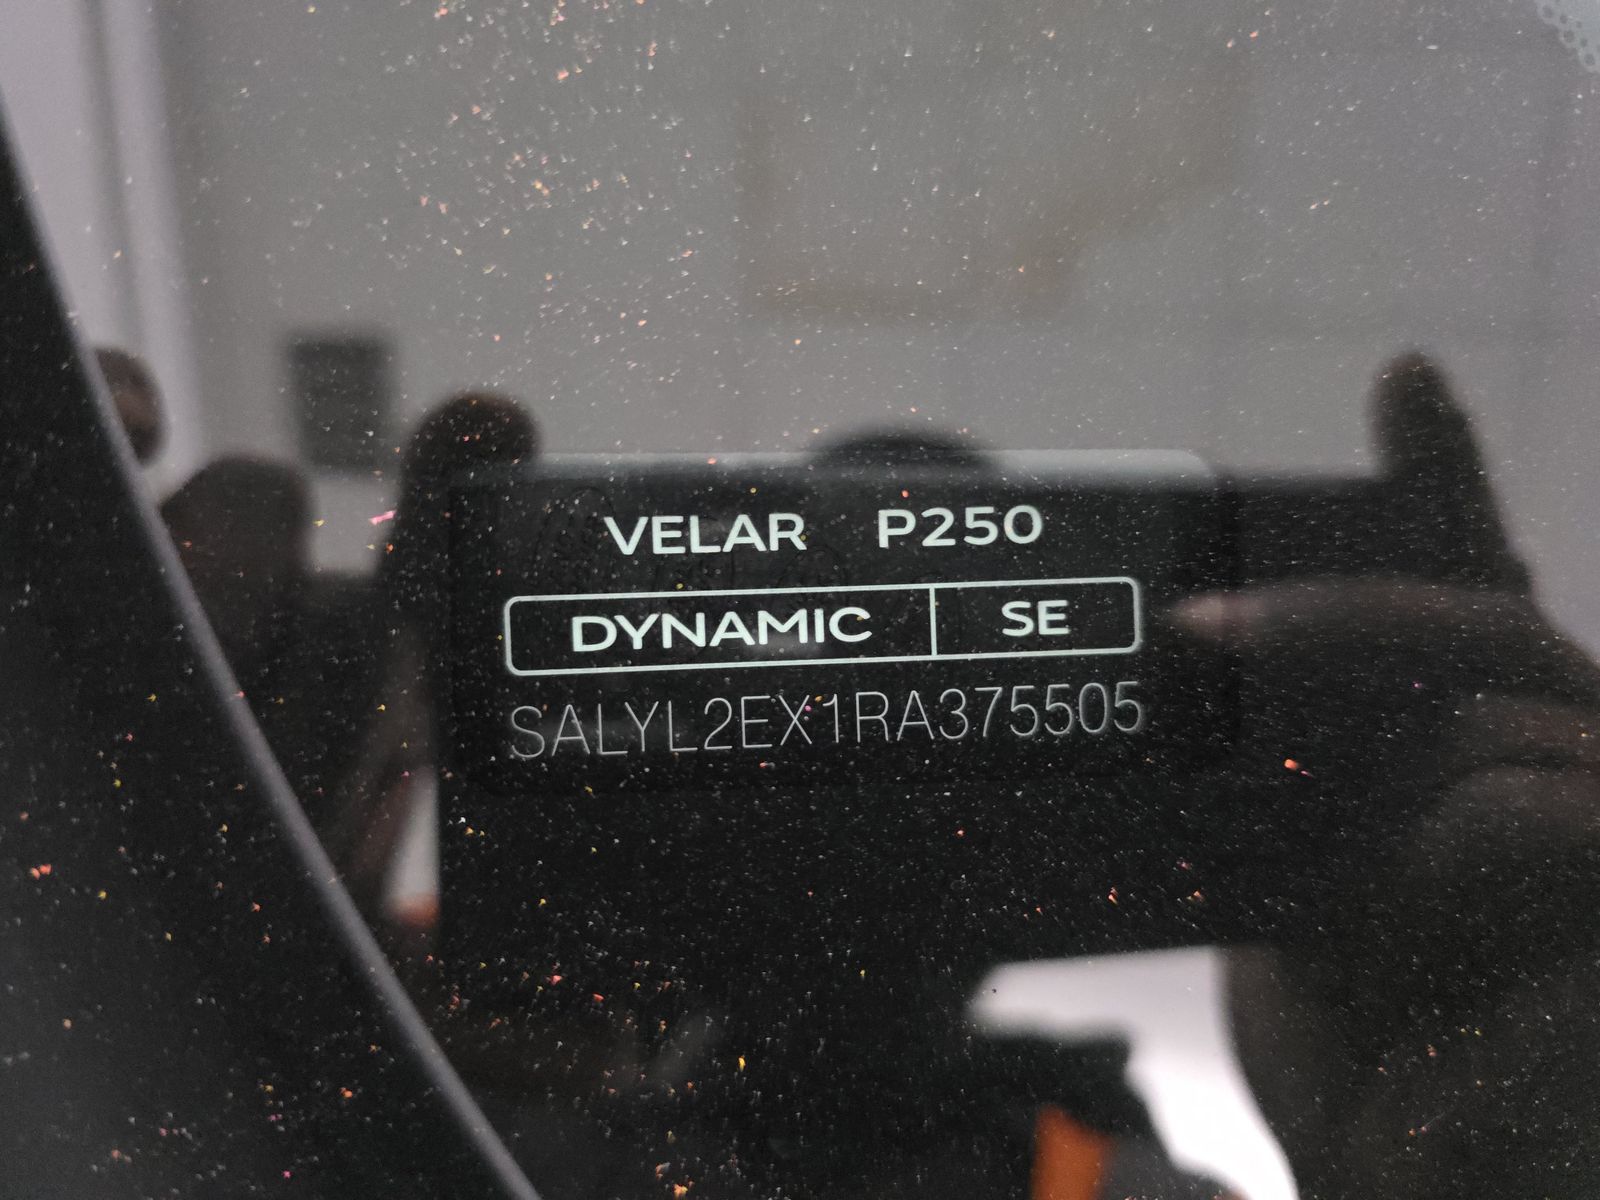 VELAR P250
DYNAMIC SE
SALYL2EX1RA375505